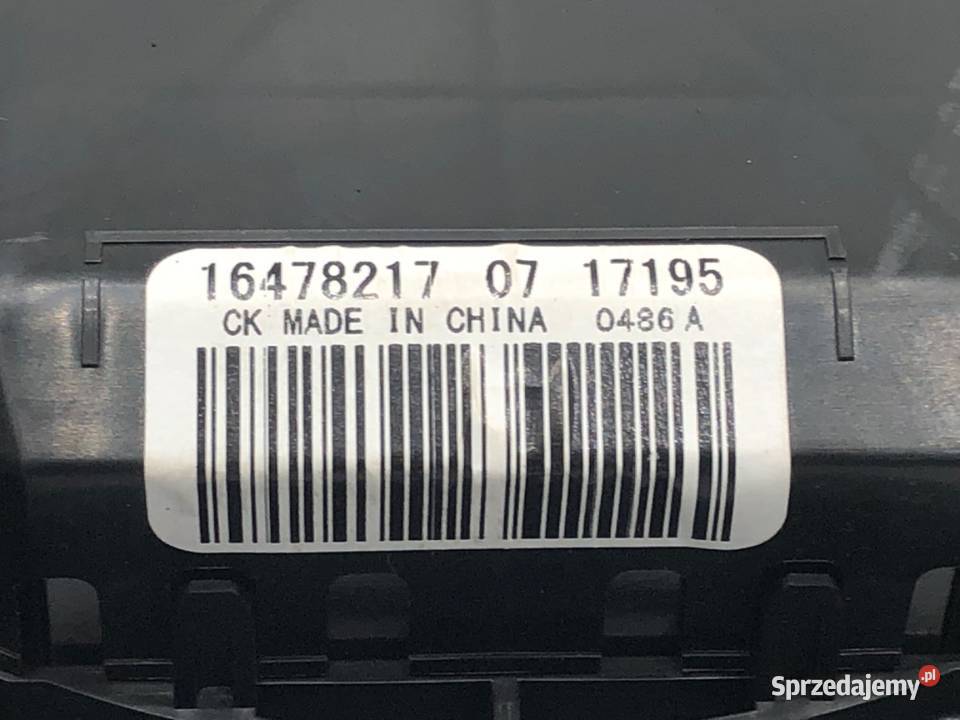 16478217 07 17195
CK MADE IN CHINA 0486 A
Sprzedajemy.pl